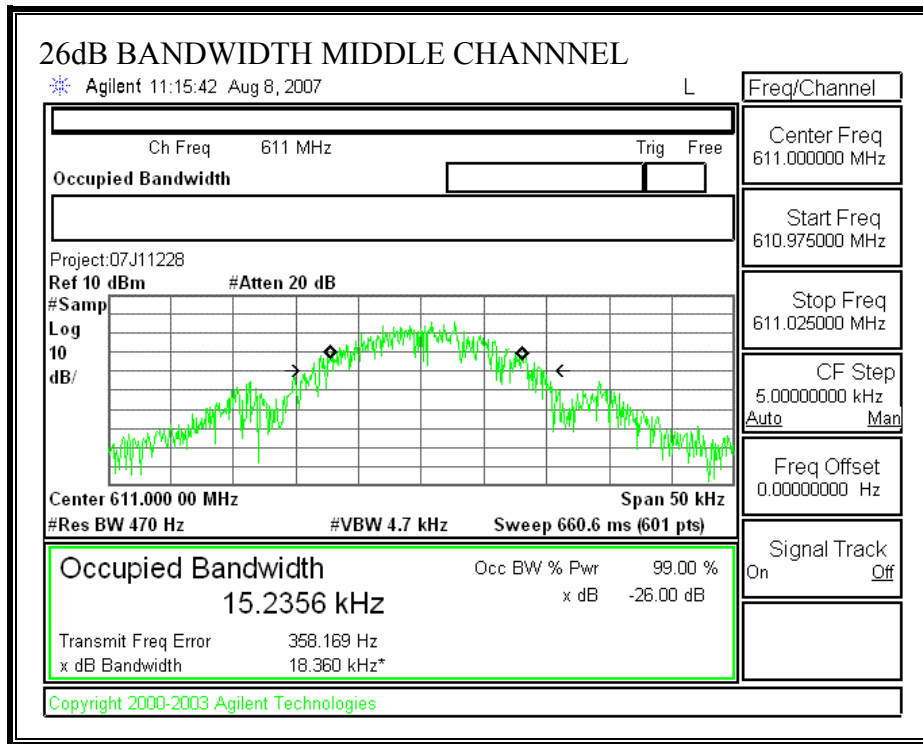 26dB BANDWIDTH MIDDLE CHANNNEL
Agilent 11:15:42 Aug 8, 2007 L
Ch Freq 611 MHz Trig Free
Occupied Bandwidth
Project:07J11228
Ref 10 dBm #Atten 20 dB
#Samp
Log
10
dB/
Center 611.000 00 MHz Span 50 kHz
#Res BW 470 Hz #VBW 4.7 kHz Sweep 660.6 ms (601 pts)
Occupied Bandwidth
15.2356 kHz
Occ BW % Pwr 99.00 %
x dB -26.00 dB
Transmit Freq Error 358.169 Hz
x dB Bandwidth 18.360 kHz*
Copyright 2000-2003 Agilent Technologies
Freq/Channel
Center Freq
611.000000 MHz
Start Freq
610.975000 MHz
Stop Freq
611.025000 MHz
CF Step
5.00000000 kHz
Auto Man
Freq Offset
0.00000000 Hz
Signal Track
On Off